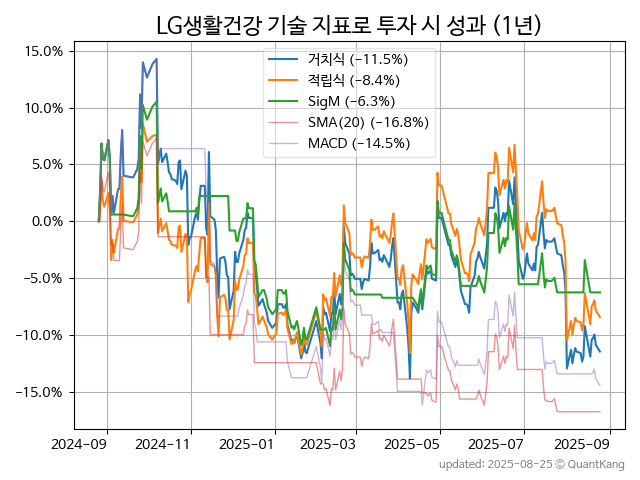 LG생활건강 기술 지표로 투자 시 성과 (1년)
15.0%
10.0%
5.0%
0.0%
−5.0%
−10.0%
−15.0%
거치식 (−11.5%)
적립식 (−8.4%)
SigM (−6.3%)
SMA(20) (−16.8%)
MACD (−14.5%)
2024−09 2024−11 2025−01 2025−03 2025−05 2025−07 2025−09
updated: 2025-08-25 © QuantKang